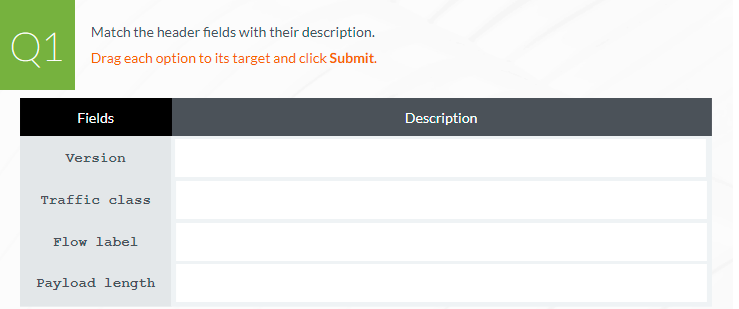 Q1
Match the header fields with their description.
Drag each option to its target and click Submit.
Fields Description
Version
Traffic class
Flow label
Payload length